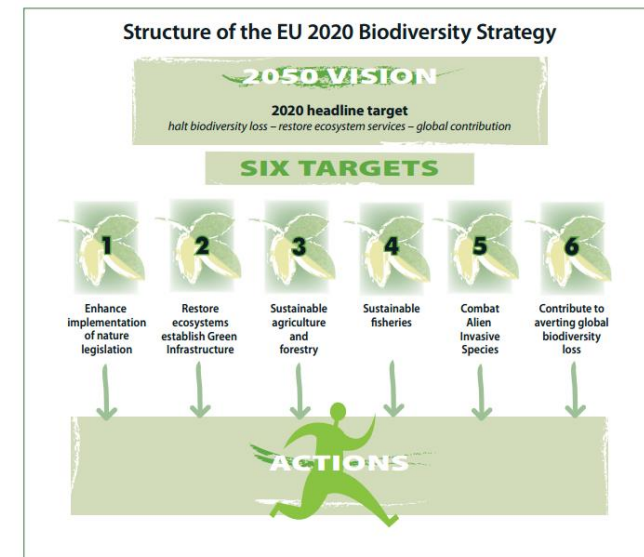 Structure of the EU 2020 Biodiversity Strategy
2050 VISION
2020 headline target
halt biodiversity loss – restore ecosystem services – global contribution
SIX TARGETS
1
Enhance
implementation
of nature
legislation
2
Restore
ecosystems
establish Green
Infrastructure
3
Sustainable
agriculture
and
forestry
4
Sustainable
fisheries
5
Combat
Alien
Invasive
Species
6
Contribute to
averting global
biodiversity
loss
ACTIONS